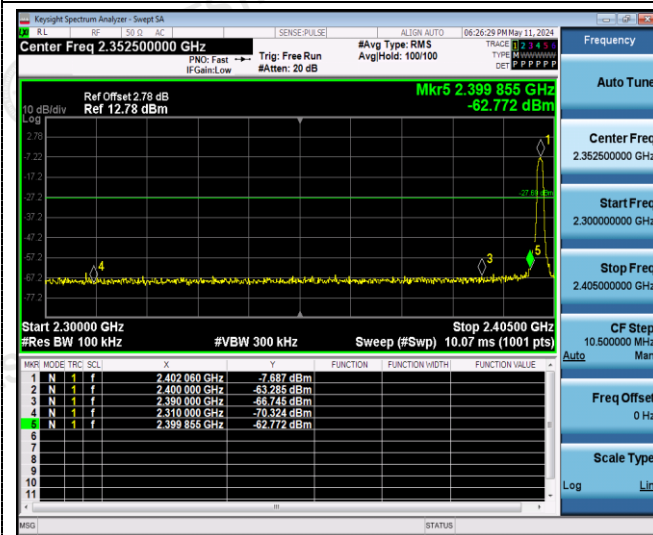 Keysight Spectrum Analyzer - Swept SA
RL RF 50 Ω AC SENSE:PULSE ALIGN AUTO 06:26:29 PM May 11, 2024
Center Freq 2.352500000 GHz
PNO: Fast
IFGain:Low
Trig: Free Run
#Atten: 20 dB
#Avg Type: RMS
Avg|Hold: 100/100
TRACE 1 2 3 4 5 6
TYPE M W W W W W
DET P P P P P P
Ref Offset 2.78 dB
10 dB/div Ref 12.78 dBm
Log
Mkr5 2.399 855 GHz
-62.772 dBm
2.78
-7.22
-17.2
-27.2
-37.2
-47.2
-57.2
-67.2
-77.2
-27.69 dBm
1
3
4
5
Start 2.30000 GHz Stop 2.40500 GHz
#Res BW 100 kHz #VBW 300 kHz Sweep (#Swp) 10.07 ms (1001 pts)
MKR MODE TRC SCL X Y FUNCTION FUNCTION WIDTH FUNCTION VALUE
1 N 1 f 2.402 060 GHz -7.687 dBm
2 N 1 f 2.400 000 GHz -63.285 dBm
3 N 1 f 2.390 000 GHz -66.745 dBm
4 N 1 f 2.310 000 GHz -70.324 dBm
5 N 1 f 2.399 855 GHz -62.772 dBm
6
7
8
9
10
11
MSG STATUS
Frequency
Auto Tune
Center Freq
2.352500000 GHz
Start Freq
2.300000000 GHz
Stop Freq
2.405000000 GHz
CF Step
10.500000 MHz
Auto Man
Freq Offset
0 Hz
Scale Type
Log Lin